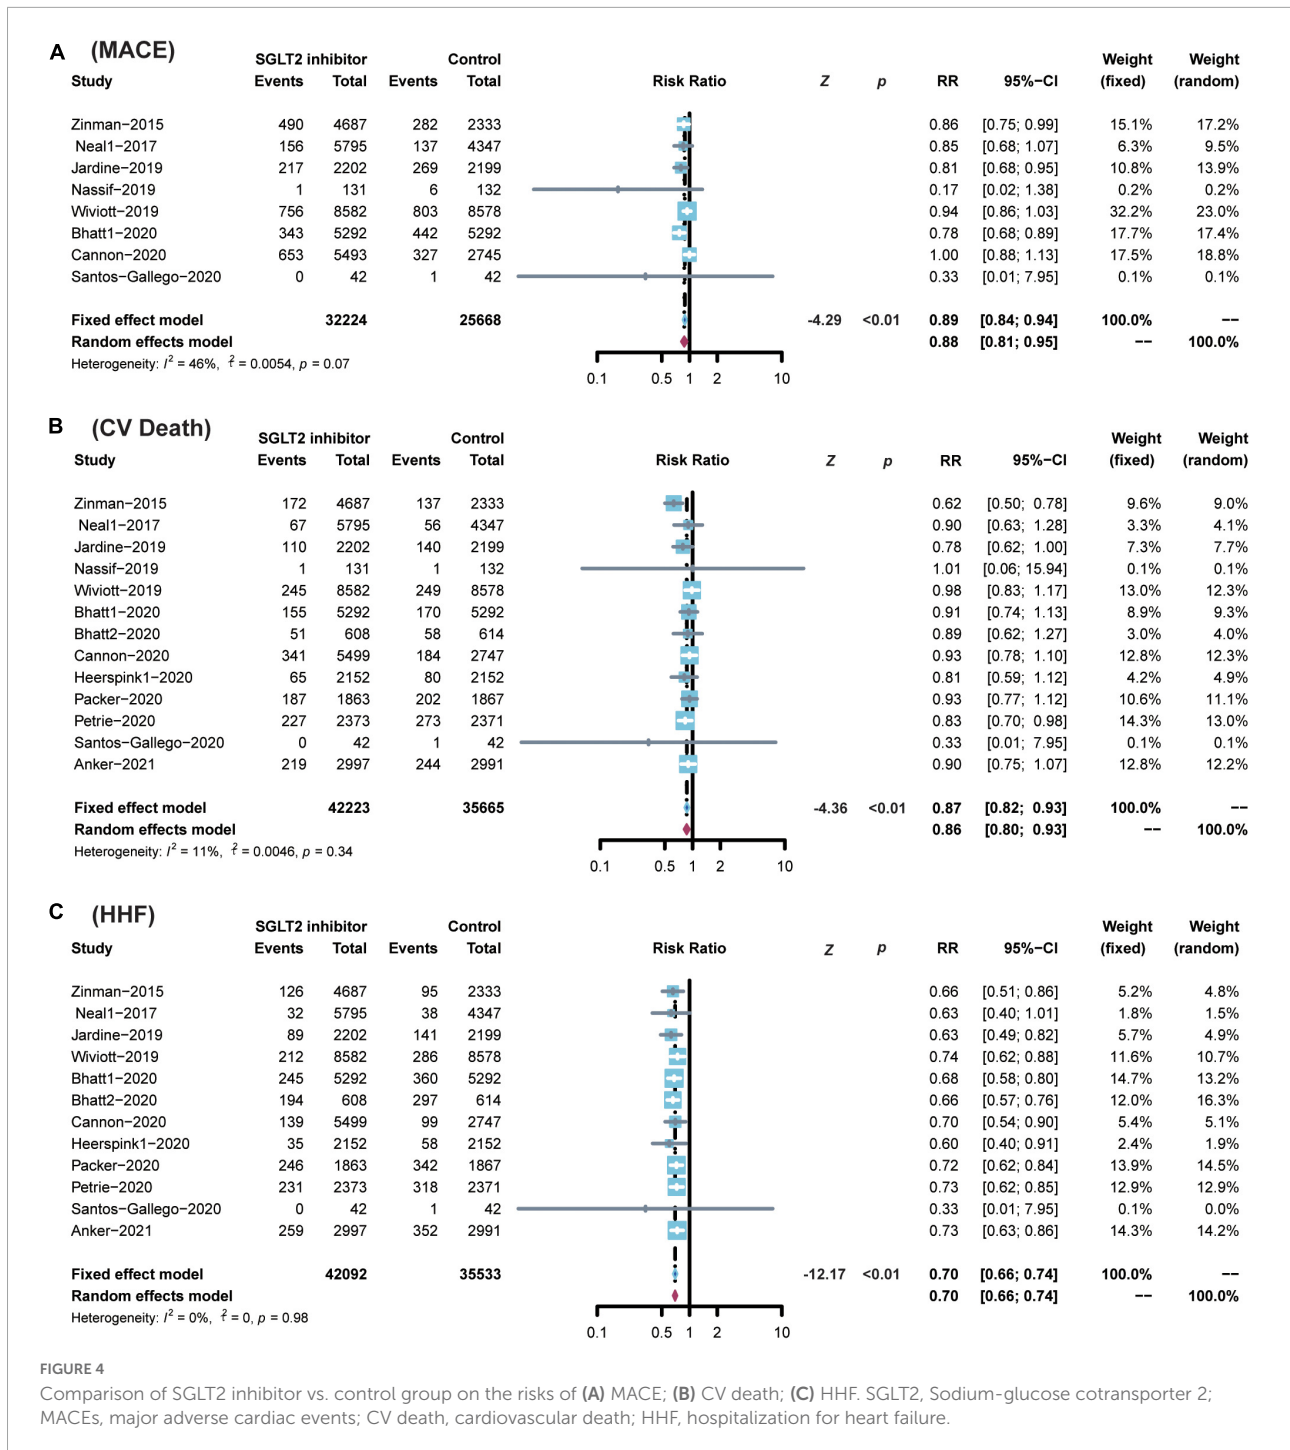 A (MACE)
SGLT2 inhibitor Control Weight Weight
Study Events Total Events Total Risk Ratio Z p RR 95%−CI (fixed) (random)
Zinman−2015 490 4687 282 2333 0.86 [0.75; 0.99] 15.1% 17.2%
Neal1−2017 156 5795 137 4347 0.85 [0.68; 1.07] 6.3% 9.5%
Jardine−2019 217 2202 269 2199 0.81 [0.68; 0.95] 10.8% 13.9%
Nassif−2019 1 131 6 132 0.17 [0.02; 1.38] 0.2% 0.2%
Wiviott−2019 756 8582 803 8578 0.94 [0.86; 1.03] 32.2% 23.0%
Bhatt1−2020 343 5292 442 5292 0.78 [0.68; 0.89] 17.7% 17.4%
Cannon−2020 653 5493 327 2745 1.00 [0.88; 1.13] 17.5% 18.8%
Santos−Gallego−2020 0 42 1 42 0.33 [0.01; 7.95] 0.1% 0.1%
Fixed effect model 32224 25668 -4.29 <0.01 0.89 [0.84; 0.94] 100.0% −−
Random effects model 0.88 [0.81; 0.95] −− 100.0%
Heterogeneity: I² = 46%, τ² = 0.0054, p = 0.07
0.1 0.5 1 2 10
B (CV Death)
SGLT2 inhibitor Control Weight Weight
Study Events Total Events Total Risk Ratio Z p RR 95%−CI (fixed) (random)
Zinman−2015 172 4687 137 2333 0.62 [0.50; 0.78] 9.6% 9.0%
Neal1−2017 67 5795 56 4347 0.90 [0.63; 1.28] 3.3% 4.1%
Jardine−2019 110 2202 140 2199 0.78 [0.62; 1.00] 7.3% 7.7%
Nassif−2019 1 131 1 132 1.01 [0.06; 15.94] 0.1% 0.1%
Wiviott−2019 245 8582 249 8578 0.98 [0.83; 1.17] 13.0% 12.3%
Bhatt1−2020 155 5292 170 5292 0.91 [0.74; 1.13] 8.9% 9.3%
Bhatt2−2020 51 608 58 614 0.89 [0.62; 1.27] 3.0% 4.0%
Cannon−2020 341 5499 184 2747 0.93 [0.78; 1.10] 12.8% 12.3%
Heerspink1−2020 65 2152 80 2152 0.81 [0.59; 1.12] 4.2% 4.9%
Packer−2020 187 1863 202 1867 0.93 [0.77; 1.12] 10.6% 11.1%
Petrie−2020 227 2373 273 2371 0.83 [0.70; 0.98] 14.3% 13.0%
Santos−Gallego−2020 0 42 1 42 0.33 [0.01; 7.95] 0.1% 0.1%
Anker−2021 219 2997 244 2991 0.90 [0.75; 1.07] 12.8% 12.2%
Fixed effect model 42223 35665 -4.36 <0.01 0.87 [0.82; 0.93] 100.0% −−
Random effects model 0.86 [0.80; 0.93] −− 100.0%
Heterogeneity: I² = 11%, τ² = 0.0046, p = 0.34
0.1 0.5 1 2 10
C (HHF)
SGLT2 inhibitor Control Weight Weight
Study Events Total Events Total Risk Ratio Z p RR 95%−CI (fixed) (random)
Zinman−2015 126 4687 95 2333 0.66 [0.51; 0.86] 5.2% 4.8%
Neal1−2017 32 5795 38 4347 0.63 [0.40; 1.01] 1.8% 1.5%
Jardine−2019 89 2202 141 2199 0.63 [0.49; 0.82] 5.7% 4.9%
Wiviott−2019 212 8582 286 8578 0.74 [0.62; 0.88] 11.6% 10.7%
Bhatt1−2020 245 5292 360 5292 0.68 [0.58; 0.80] 14.7% 13.2%
Bhatt2−2020 194 608 297 614 0.66 [0.57; 0.76] 12.0% 16.3%
Cannon−2020 139 5499 99 2747 0.70 [0.54; 0.90] 5.4% 5.1%
Heerspink1−2020 35 2152 58 2152 0.60 [0.40; 0.91] 2.4% 1.9%
Packer−2020 246 1863 342 1867 0.72 [0.62; 0.84] 13.9% 14.5%
Petrie−2020 231 2373 318 2371 0.73 [0.62; 0.85] 12.9% 12.9%
Santos−Gallego−2020 0 42 1 42 0.33 [0.01; 7.95] 0.1% 0.0%
Anker−2021 259 2997 352 2991 0.73 [0.63; 0.86] 14.3% 14.2%
Fixed effect model 42092 35533 -12.17 <0.01 0.70 [0.66; 0.74] 100.0% −−
Random effects model 0.70 [0.66; 0.74] −− 100.0%
Heterogeneity: I² = 0%, τ² = 0, p = 0.98
0.1 0.5 1 2 10
FIGURE 4
Comparison of SGLT2 inhibitor vs. control group on the risks of (A) MACE; (B) CV death; (C) HHF. SGLT2, Sodium-glucose cotransporter 2;
MACEs, major adverse cardiac events; CV death, cardiovascular death; HHF, hospitalization for heart failure.